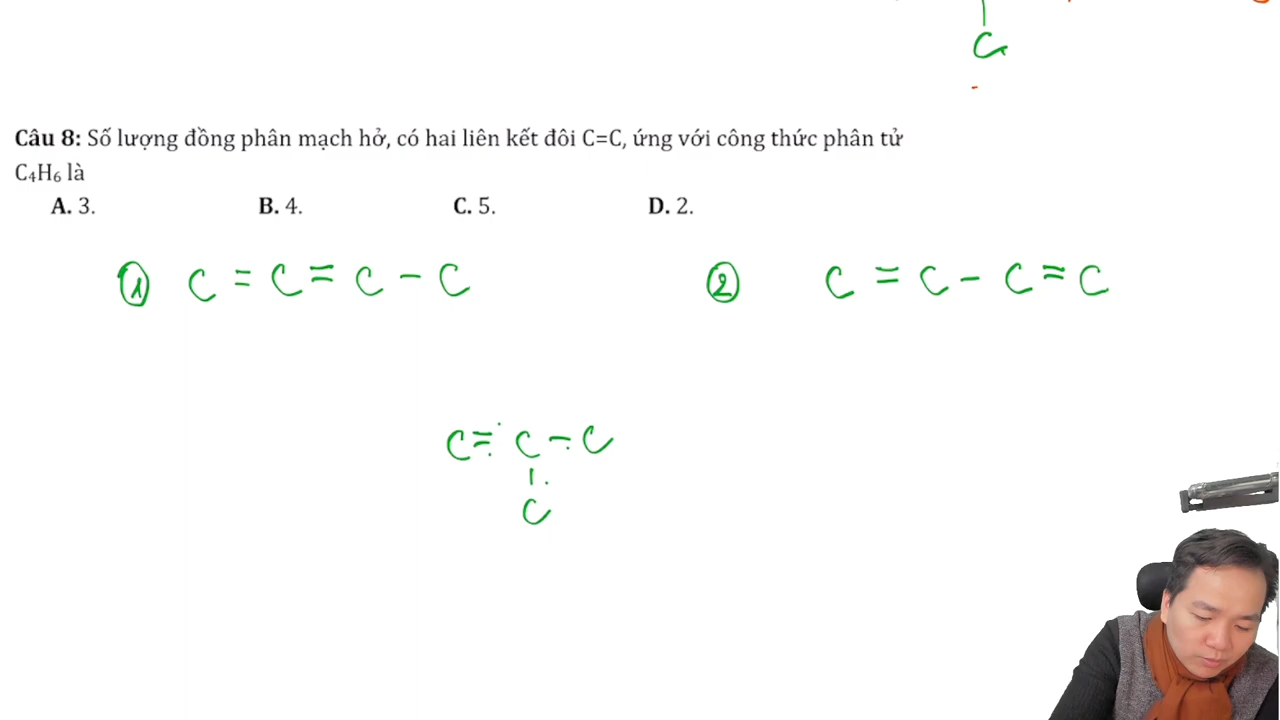 C
Câu 8: Số lượng đồng phân mạch hở, có hai liên kết đôi C=C, ứng với công thức phân tử
C₄H₆ là
A. 3. B. 4. C. 5. D. 2.
① C = C = C - C ② C = C - C = C
C = C - C
C